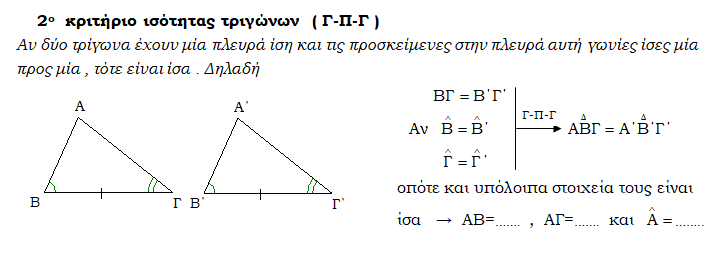 2ο κριτήριο ισότητας τριγώνων ( Γ-Π-Γ )
Αν δύο τρίγωνα έχουν μία πλευρά ίση και τις προσκείμενες στην πλευρά αυτή γωνίες ίσες μία
προς μία , τότε είναι ίσα . Δηλαδή
Α
Β
Γ
Α'
Β'
Γ'
ΒΓ = Β'Γ'
Αν Β̂ = Β̂'
Γ̂ = Γ̂'
Γ-Π-Γ
ΑΒ̂Γ = Α'Β̂'Γ'
οπότε και υπόλοιπα στοιχεία τους είναι
ίσα → ΑΒ=....... , ΑΓ=....... και Α̂ =........